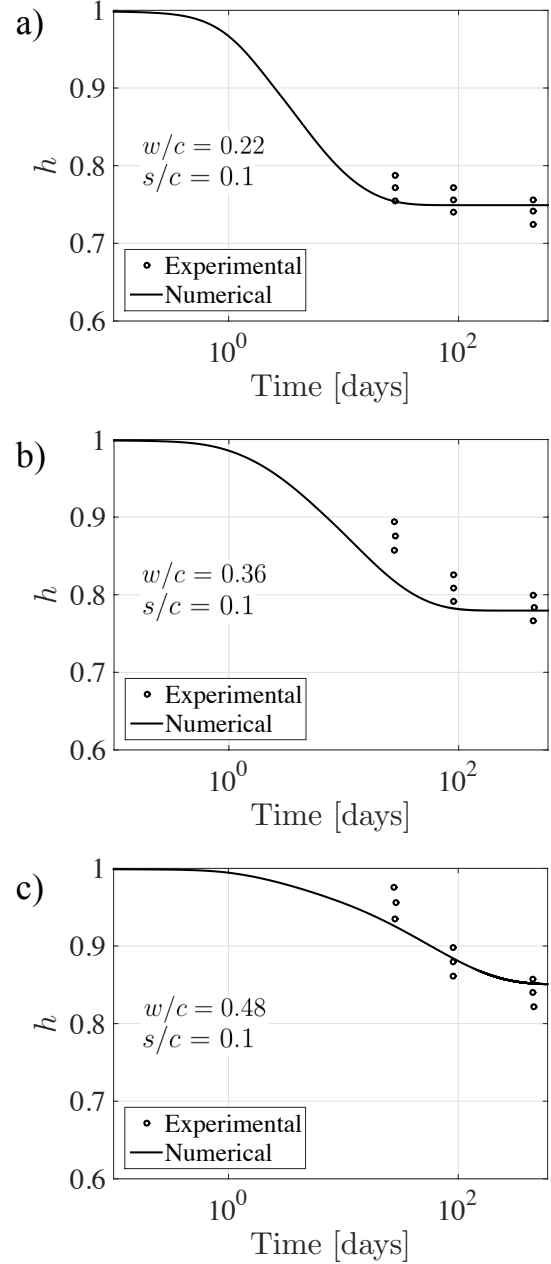 a)
1
0.9
0.8
0.7
0.6
h
w/c = 0.22
s/c = 0.1
Experimental
Numerical
10^0
10^2
Time [days]
b)
1
0.9
0.8
0.7
0.6
h
w/c = 0.36
s/c = 0.1
Experimental
Numerical
10^0
10^2
Time [days]
c)
1
0.9
0.8
0.7
0.6
h
w/c = 0.48
s/c = 0.1
Experimental
Numerical
10^0
10^2
Time [days]